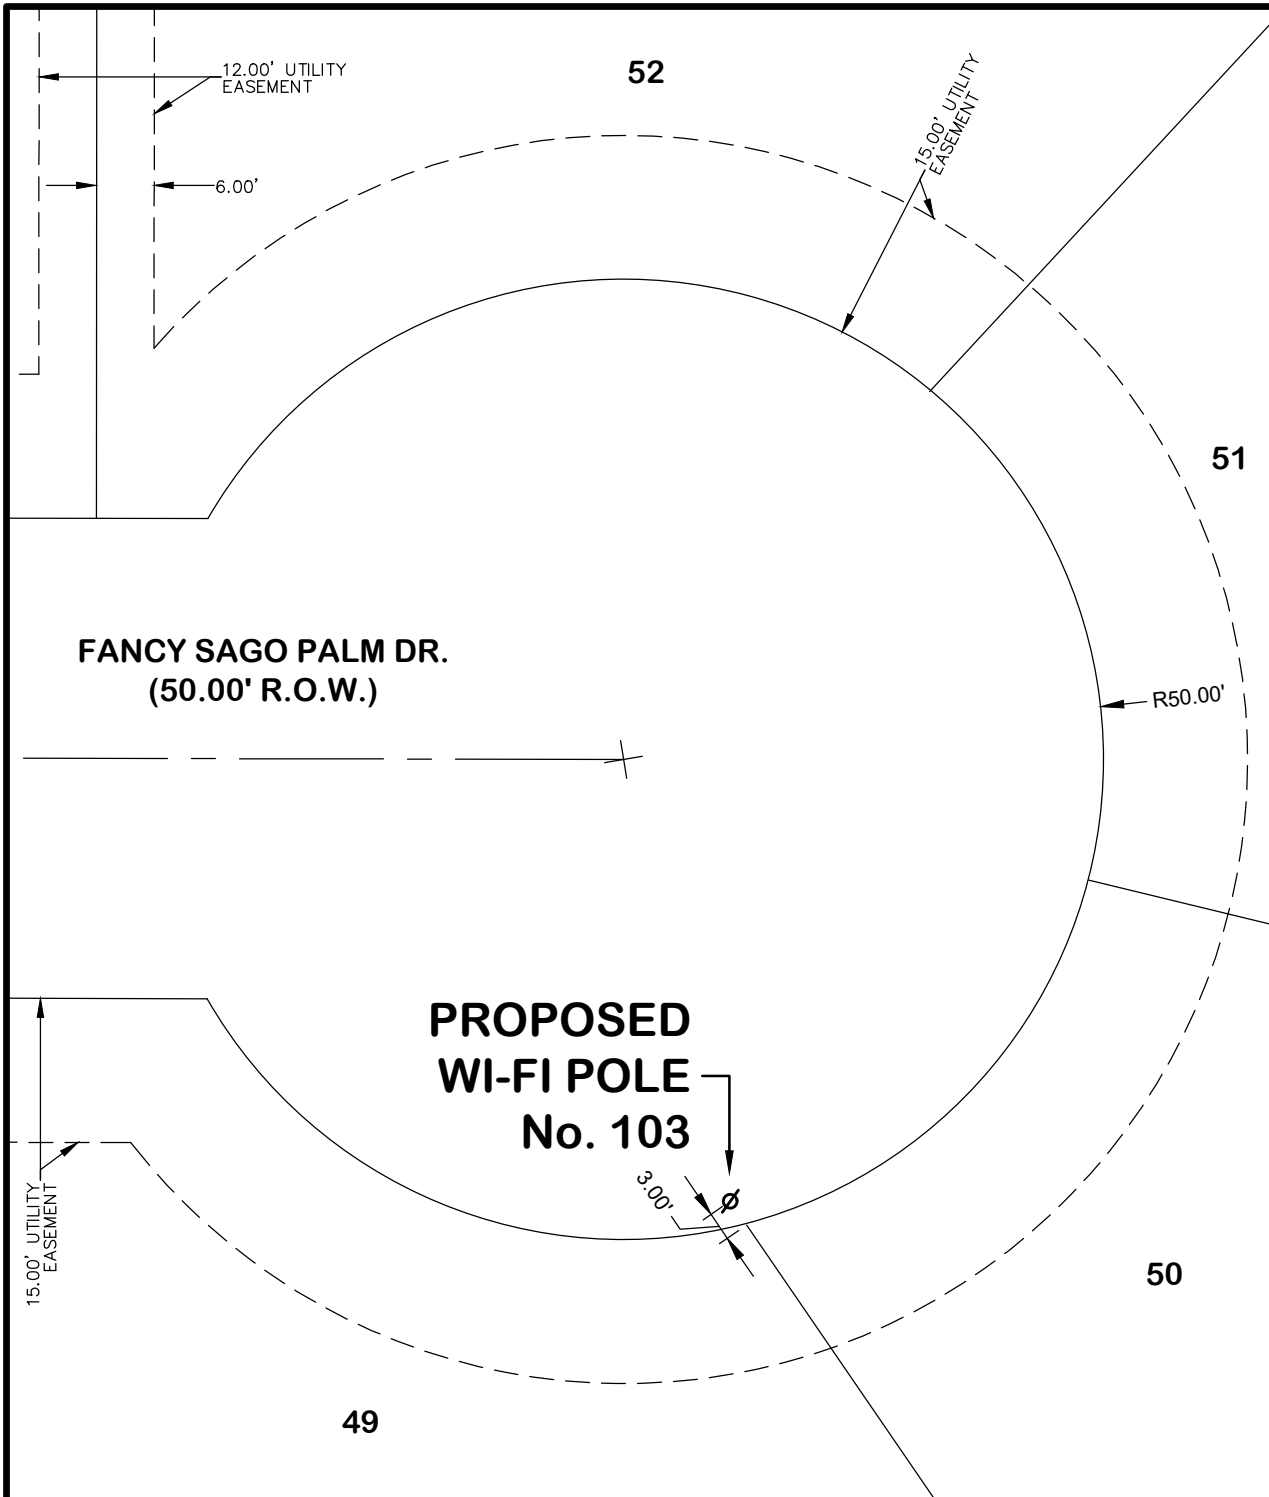 12.00' UTILITY
EASEMENT
52
15.00' UTILITY
EASEMENT
6.00'
51
FANCY SAGO PALM DR.
(50.00' R.O.W.)
R50.00'
PROPOSED
WI-FI POLE
No. 103
3.00'
15.00' UTILITY
EASEMENT
50
49